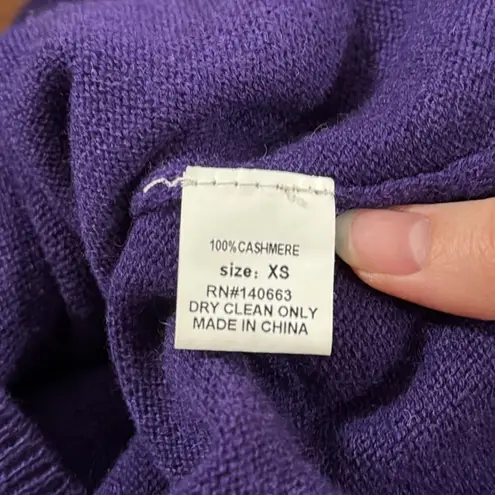 100%CASHMERE
size: XS
RN#140663
DRY CLEAN ONLY
MADE IN CHINA